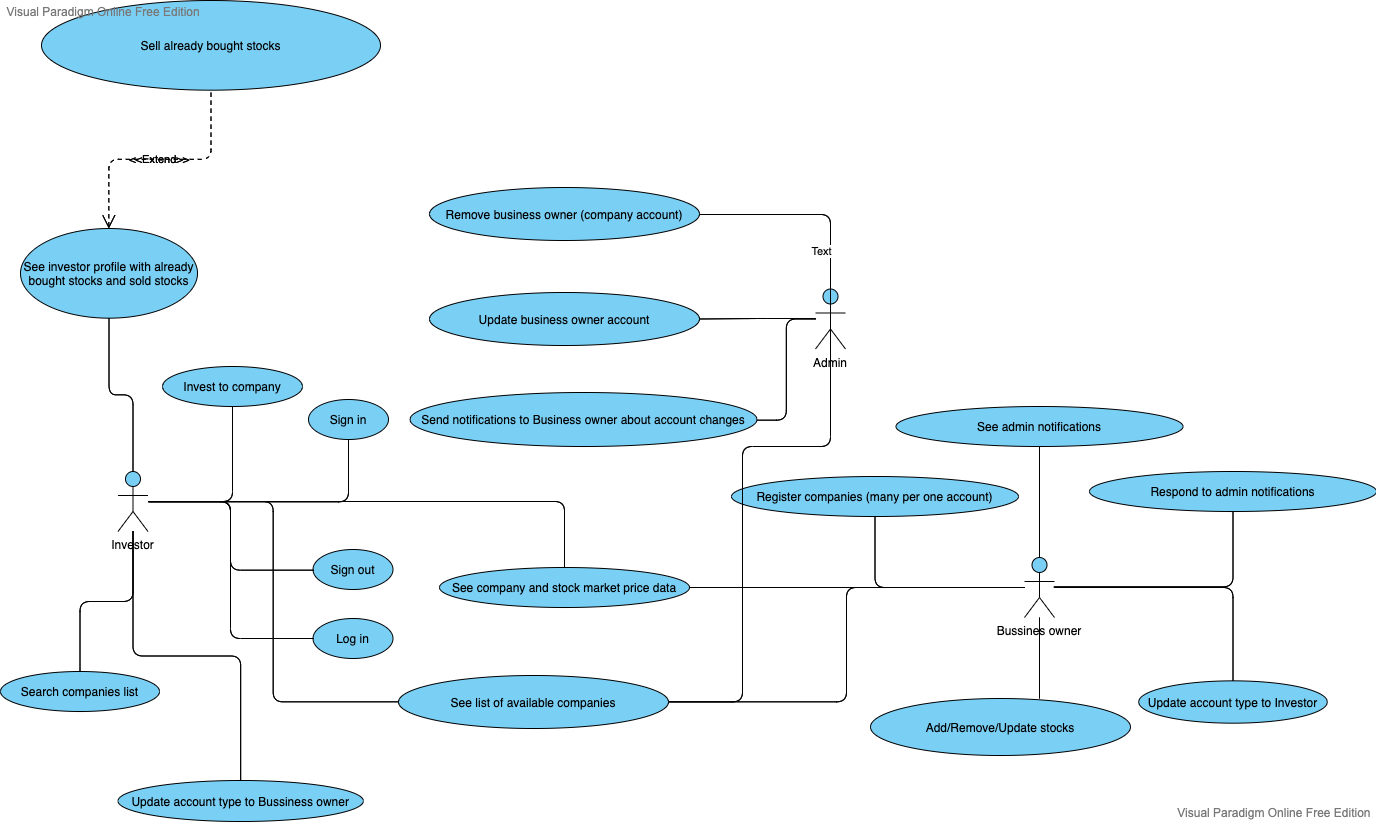 Visual Paradigm Online Free Edition
Sell already bought stocks
<<Extend>>
See investor profile with already
bought stocks and sold stocks
Remove business owner (company account)
Text
Update business owner account
Admin
Invest to company
Sign in
Send notifications to Business owner about account changes
See admin notifications
Register companies (many per one account)
Respond to admin notifications
Investor
Sign out
See company and stock market price data
Bussines owner
Log in
Search companies list
See list of available companies
Update account type to Investor
Add/Remove/Update stocks
Update account type to Bussiness owner
Visual Paradigm Online Free Edition